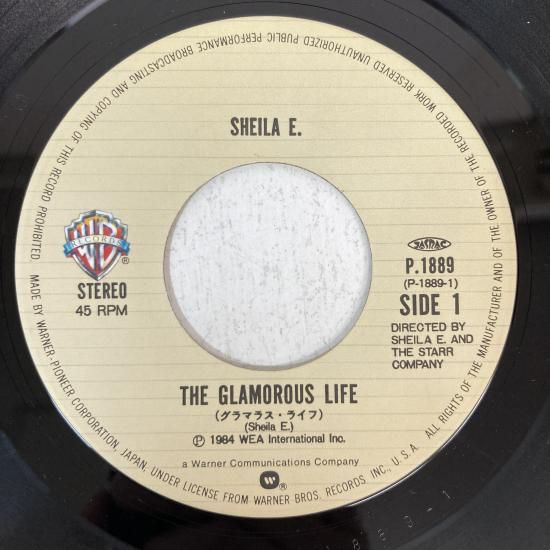 ALL RIGHTS OF THE MANUFACTURER AND OF THE OWNER OF THE RECORDED WORK RESERVED UNAUTHORIZED PUBLIC PERFORMANCE BROADCASTING AND COPYING OF THIS RECORD PROHIBITED.
SHEILA E.
WB
RECORDS
®
STEREO
45 RPM
JASRAC
P.1889
(P-1889-1)
SIDE 1
DIRECTED BY
SHEILA E. AND
THE STARR
COMPANY
THE GLAMOROUS LIFE
(グラマラス・ライフ)
(Sheila E.)
Ⓟ 1984 WEA International Inc.
a Warner Communications Company
W
®
MADE BY WARNER-PIONEER CORPORATION, JAPAN, UNDER LICENSE FROM WARNER BROS. RECORDS INC., U.S.A.